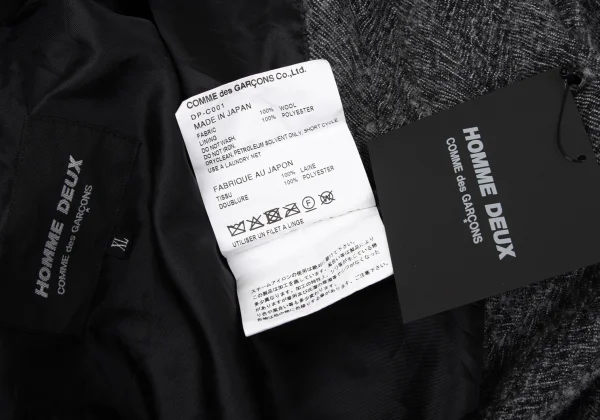 HOMME DEUX
COMME des GARÇONS
XL
COMME des GARÇONS Co.,Ltd.
DP-C001
MADE IN JAPAN
FABRIC 100% WOOL
LINING 100% POLYESTER
DO NOT WASH.
DO NOT IRON.
DRYCLEAN, PETROLEUM SOLVENT ONLY; SHORT CYCLE
USE A LAUNDRY NET
FABRIQUE AU JAPON
TISSU 100% LAINE
DOUBLURE 100% POLYESTER
F
UTILISER UN FILET A LINGE
HOMME DEUX
COMME des GARÇONS